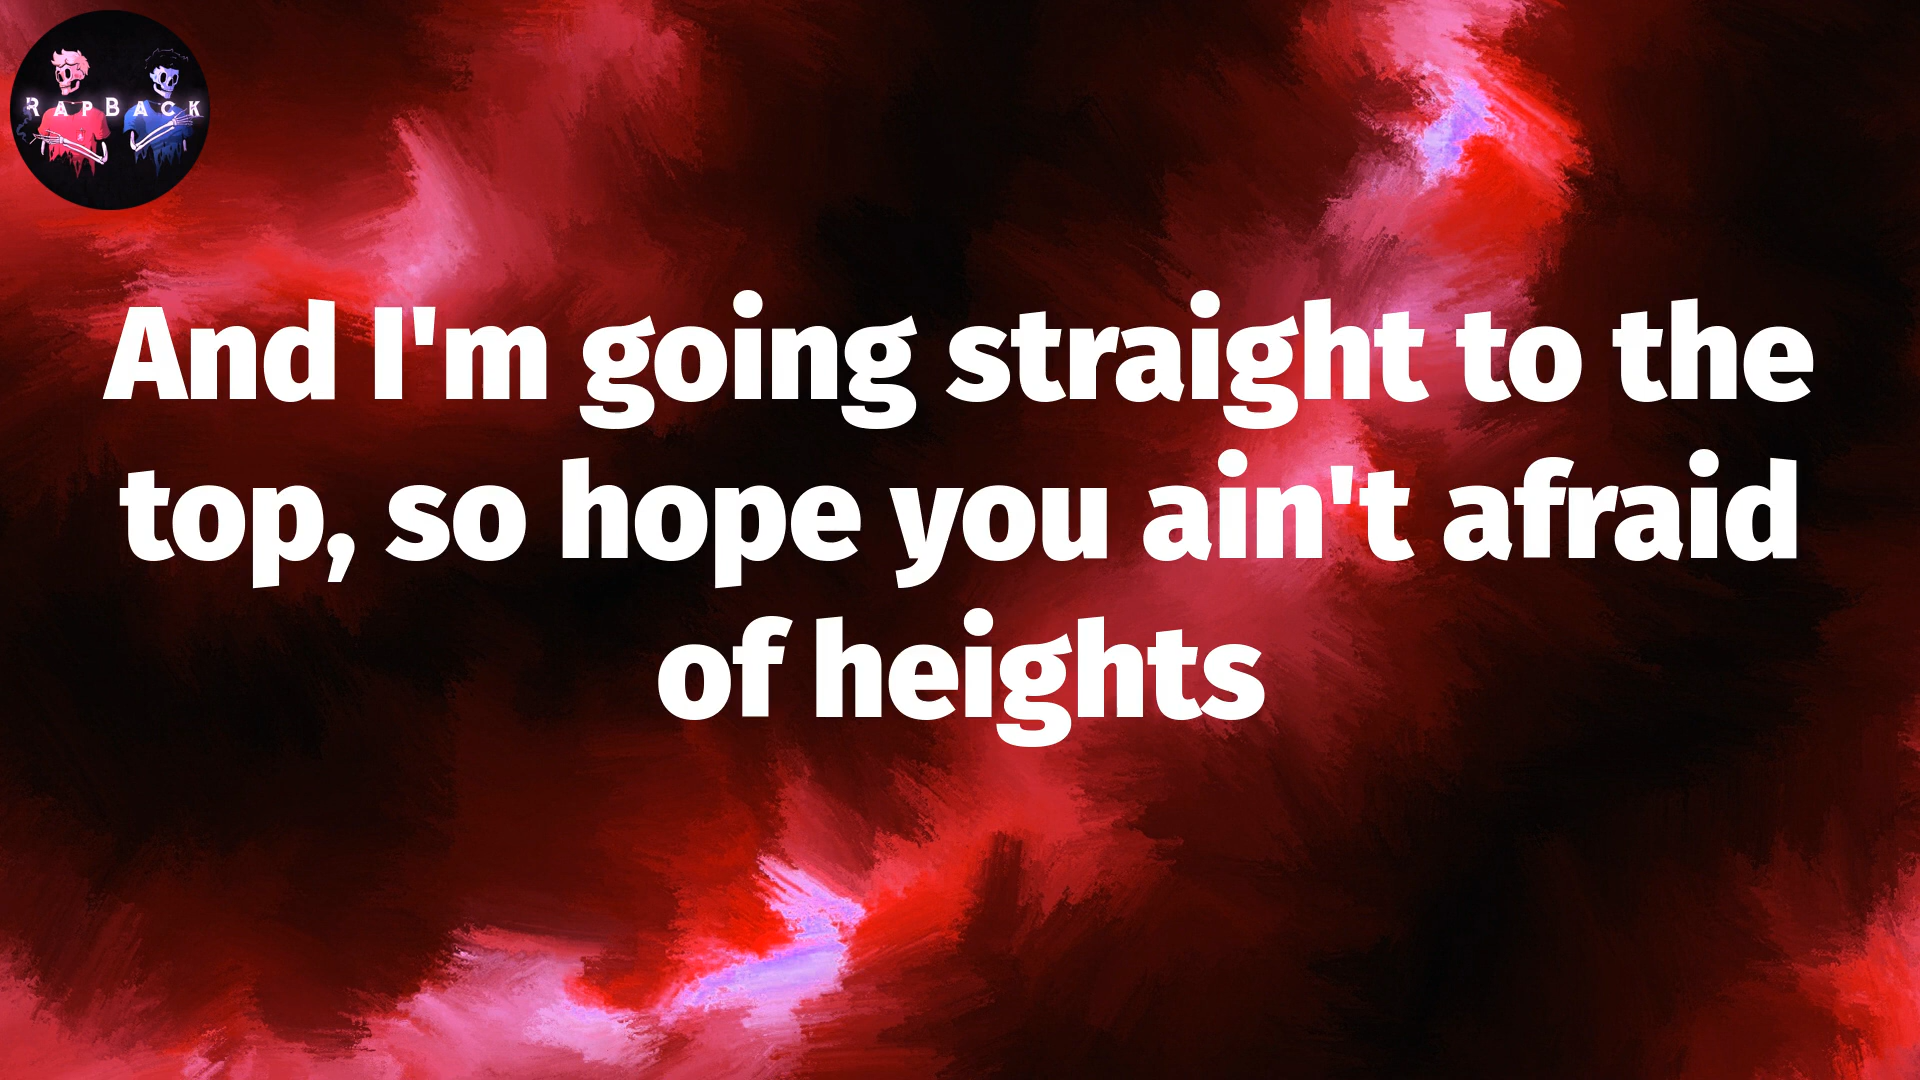 RapBack
And I'm going straight to the
top, so hope you ain't afraid
of heights